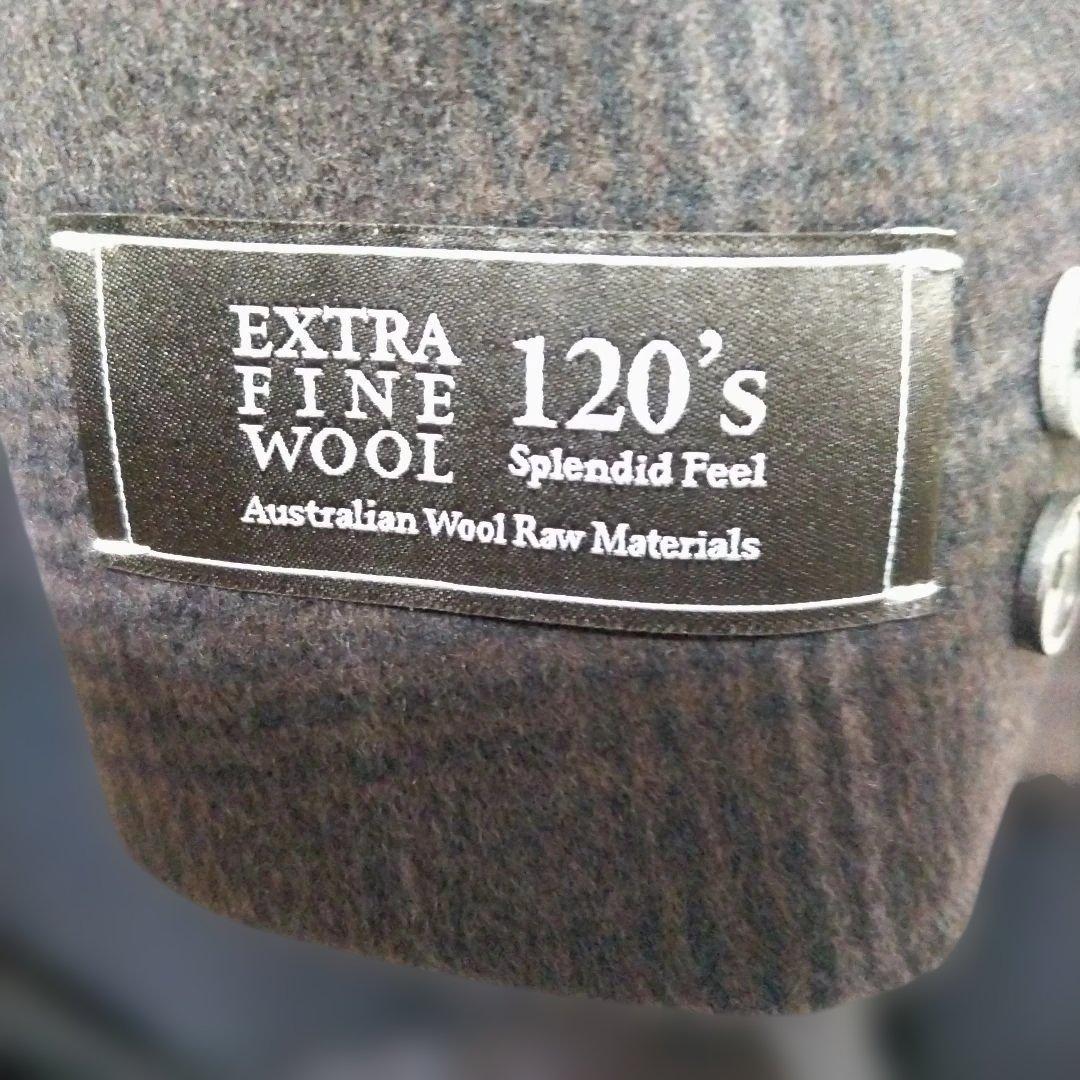 EXTRA
FINE
WOOL
120's
Splendid Feel
Australian Wool Raw Materials